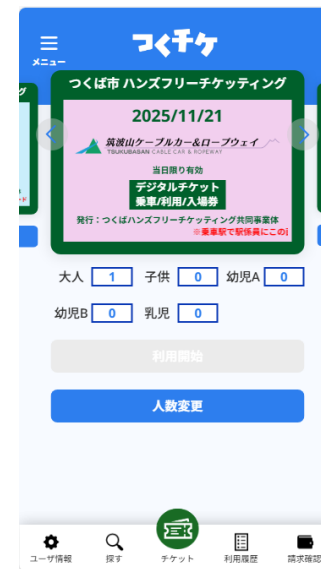 つくチケ
メニュー
つくば市 ハンズフリーチケッティング
2025/11/21
筑波山ケーブルカー&ロープウェイ
TSUKUBASAN CABLE CAR & ROPEWAY
当日限り有効
デジタルチケット
乗車/利用/入場券
発行：つくばハンズフリーチケッティング共同事業体
※乗車駅で駅係員にこの
大人 1 子供 0 幼児A 0
幼児B 0 乳児 0
利用開始
人数変更
ユーザ情報 探す チケット 利用履歴 請求確認